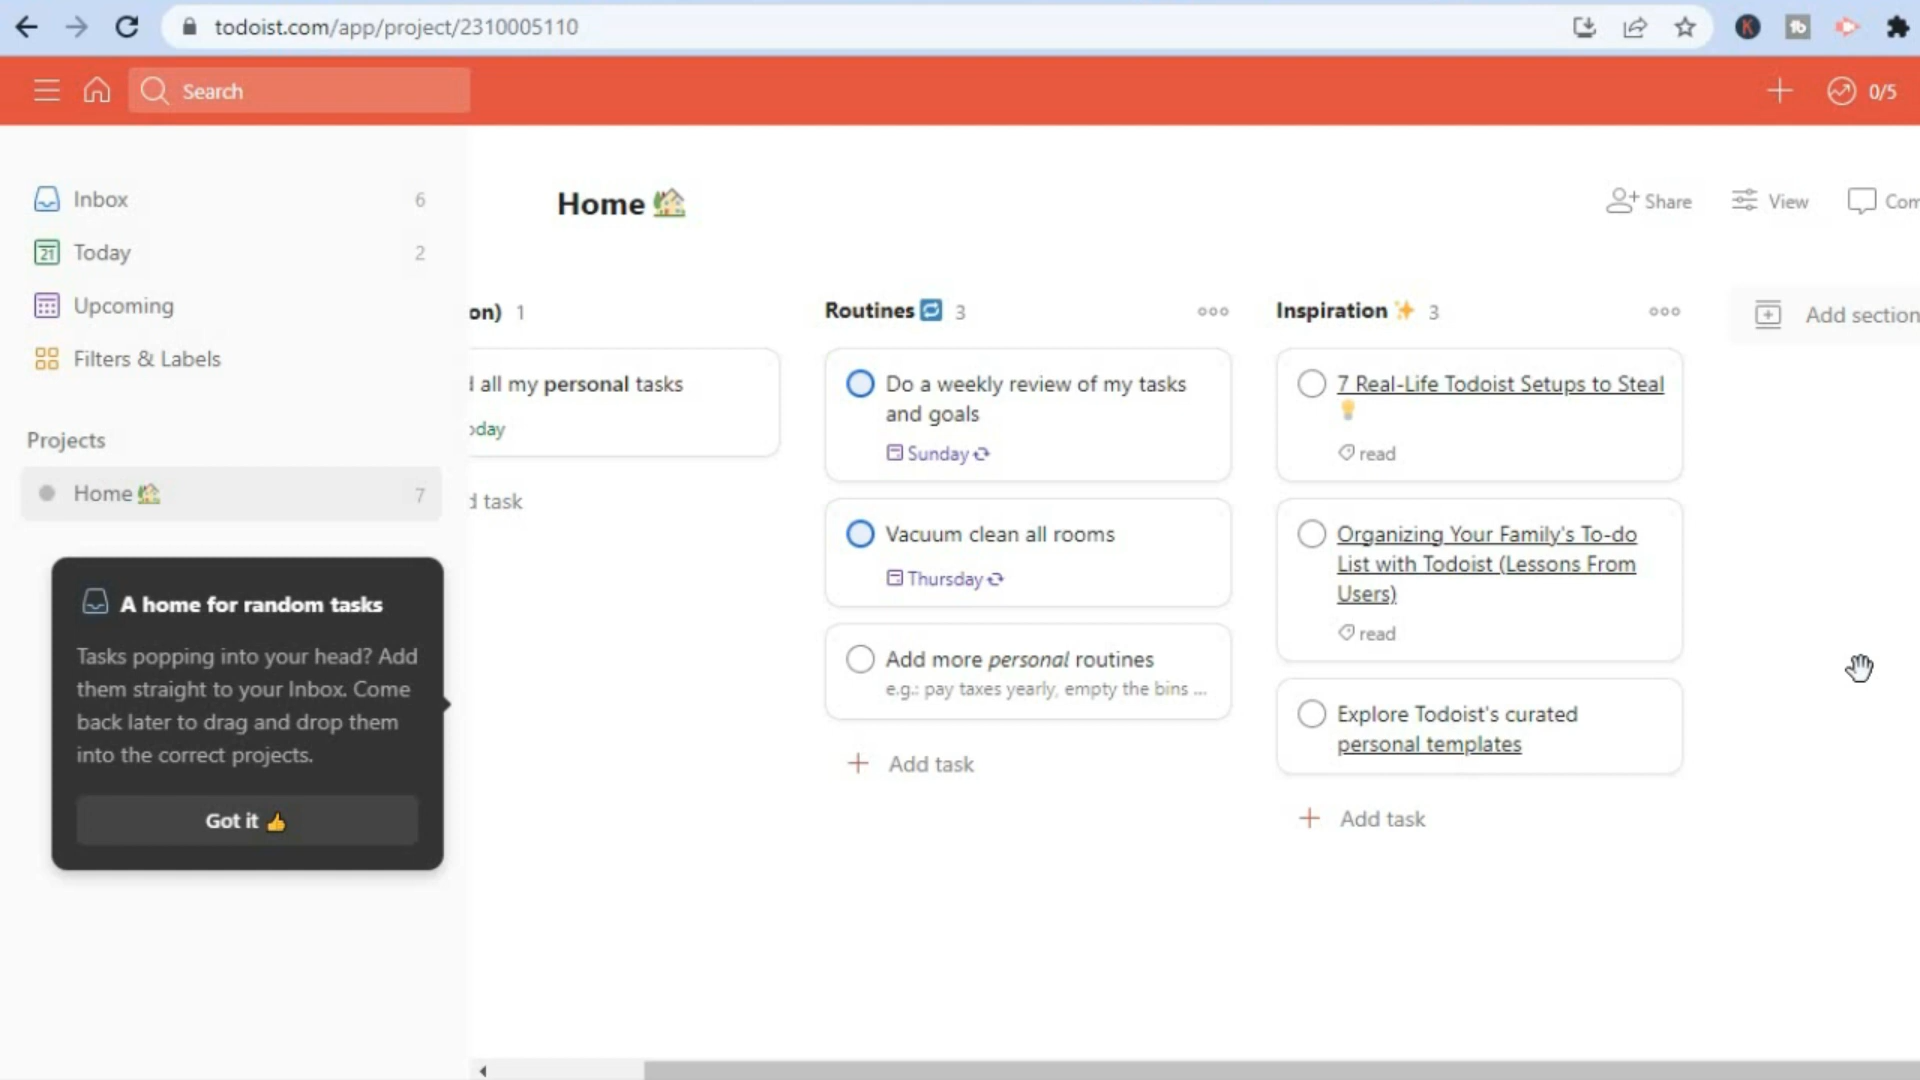 todoist.com/app/project/2310005110
Search
0/5
Inbox 6
Today 2
Upcoming
Filters & Labels
Projects
Home 7
A home for random tasks
Tasks popping into your head? Add
them straight to your Inbox. Come
back later to drag and drop them
into the correct projects.
Got it
Home
Share
View
Com
on) 1
all my personal tasks
oday
d task
Routines 3
Do a weekly review of my tasks
and goals
Sunday
Vacuum clean all rooms
Thursday
Add more personal routines
e.g.: pay taxes yearly, empty the bins ...
Add task
Inspiration 3
7 Real-Life Todoist Setups to Steal
read
Organizing Your Family's To-do
List with Todoist (Lessons From
Users)
read
Explore Todoist's curated
personal templates
Add task
Add section